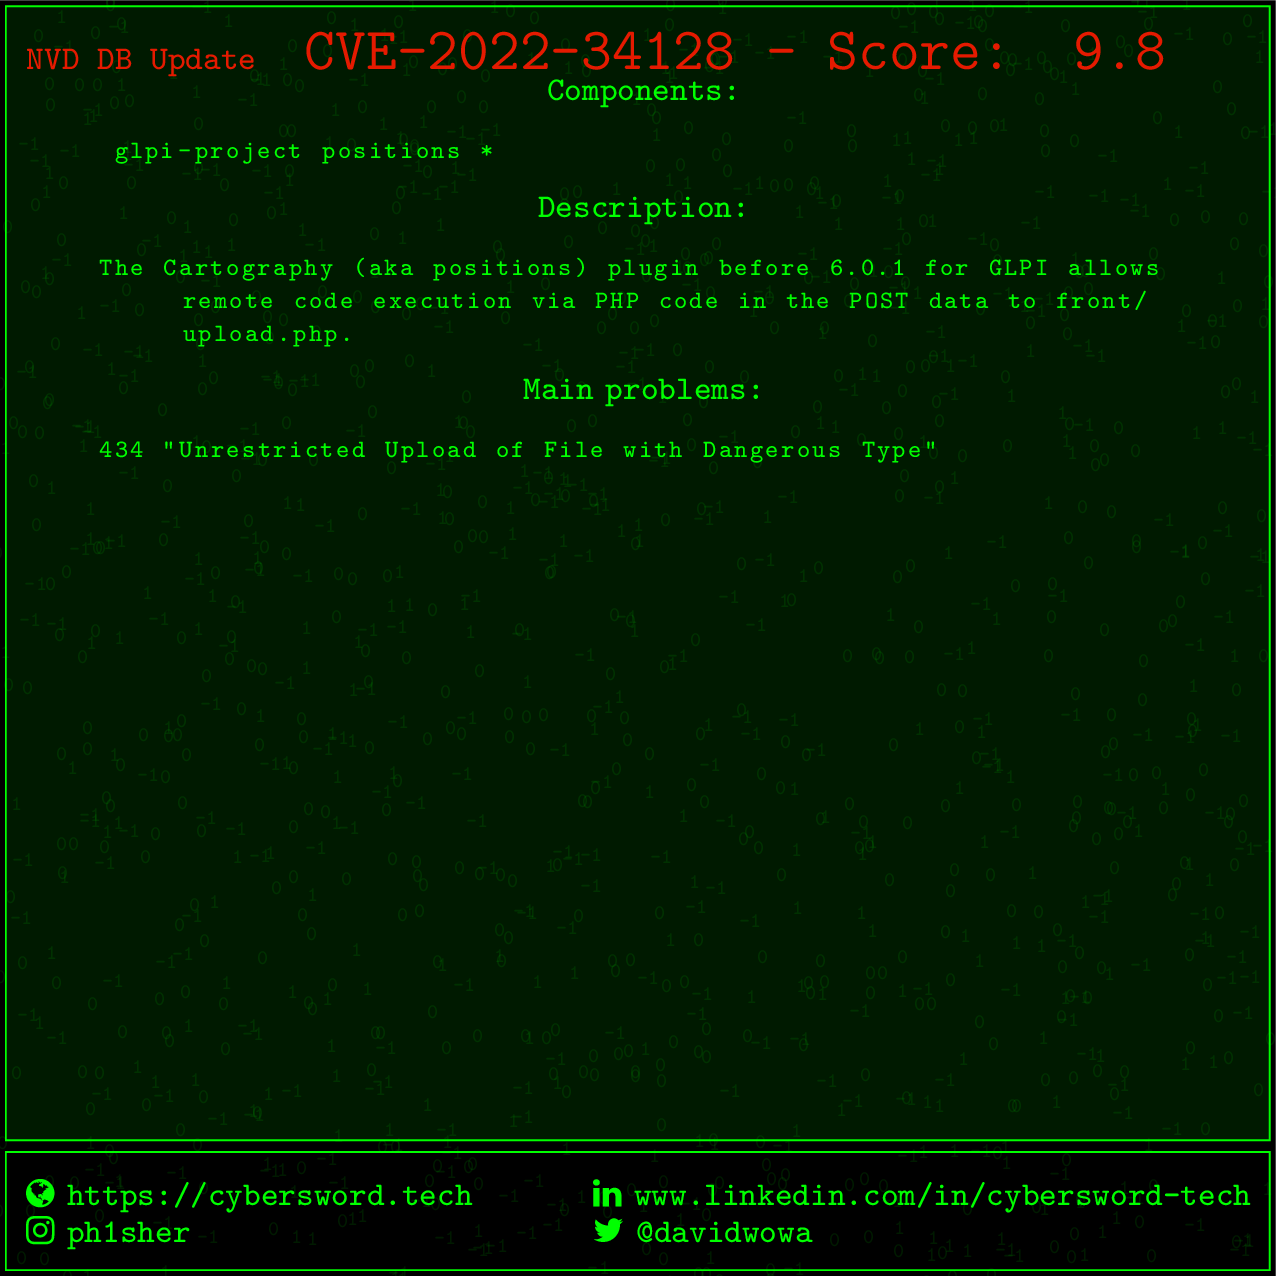 NVD DB Update CVE-2022-34128 - Score: 9.8
Components:
glpi-project positions *
Description:
The Cartography (aka positions) plugin before 6.0.1 for GLPI allows
remote code execution via PHP code in the POST data to front/
upload.php.
Main problems:
434 "Unrestricted Upload of File with Dangerous Type"
https://cybersword.tech
www.linkedin.com/in/cybersword-tech
ph1sher
@davidwowa